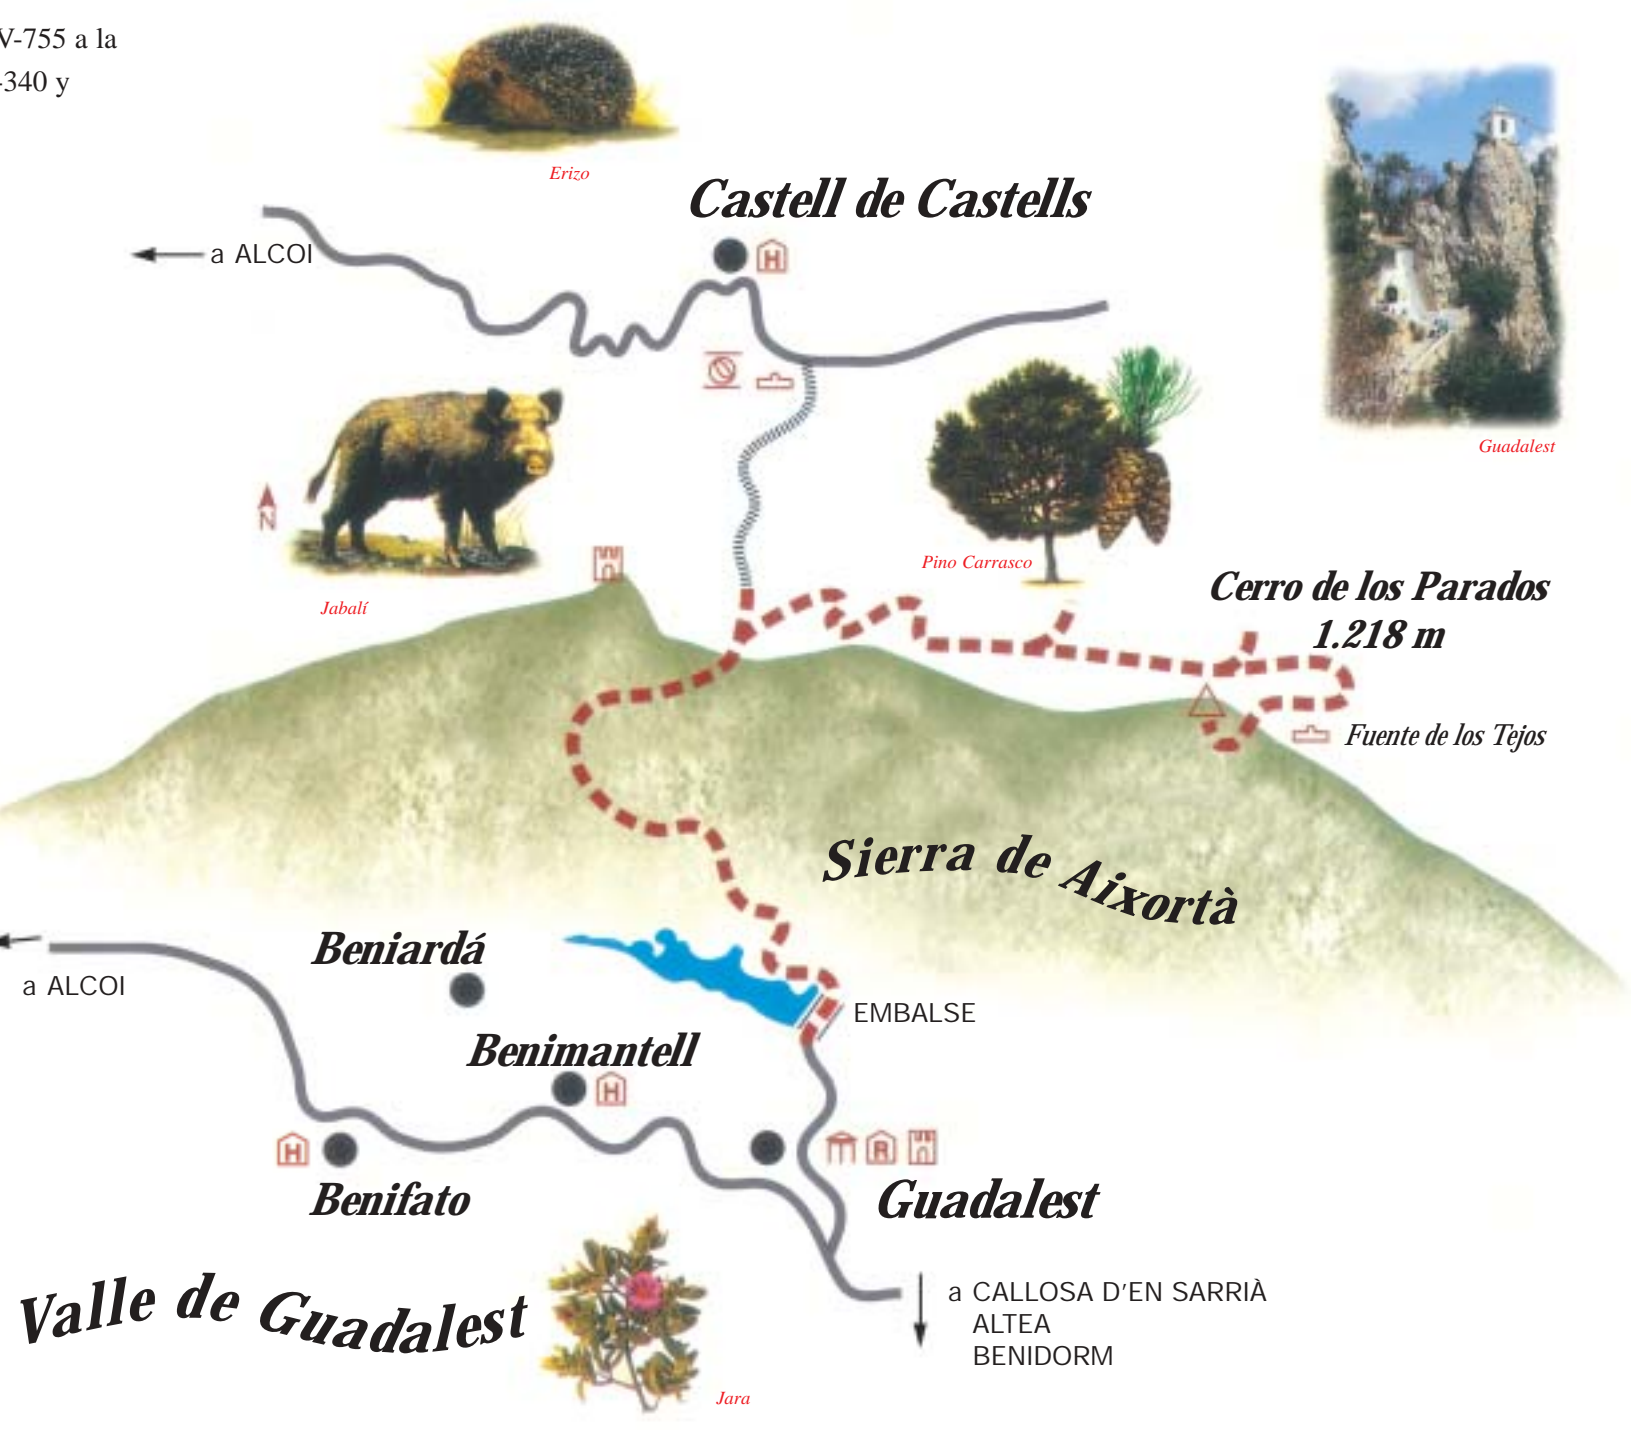 V-755 a la
-340 y
Erizo
Castell de Castells
a ALCOI
H
Guadalest
N
Jabalí
Pino Carrasco
Cerro de los Parados
1.218 m
Fuente de los Tejos
Sierra de Aixortà
Beniardá
a ALCOI
EMBALSE
Benimantell
H
H
R
Benifato
Guadalest
Valle de Guadalest
a CALLOSA D'EN SARRIÀ
ALTEA
BENIDORM
Jara